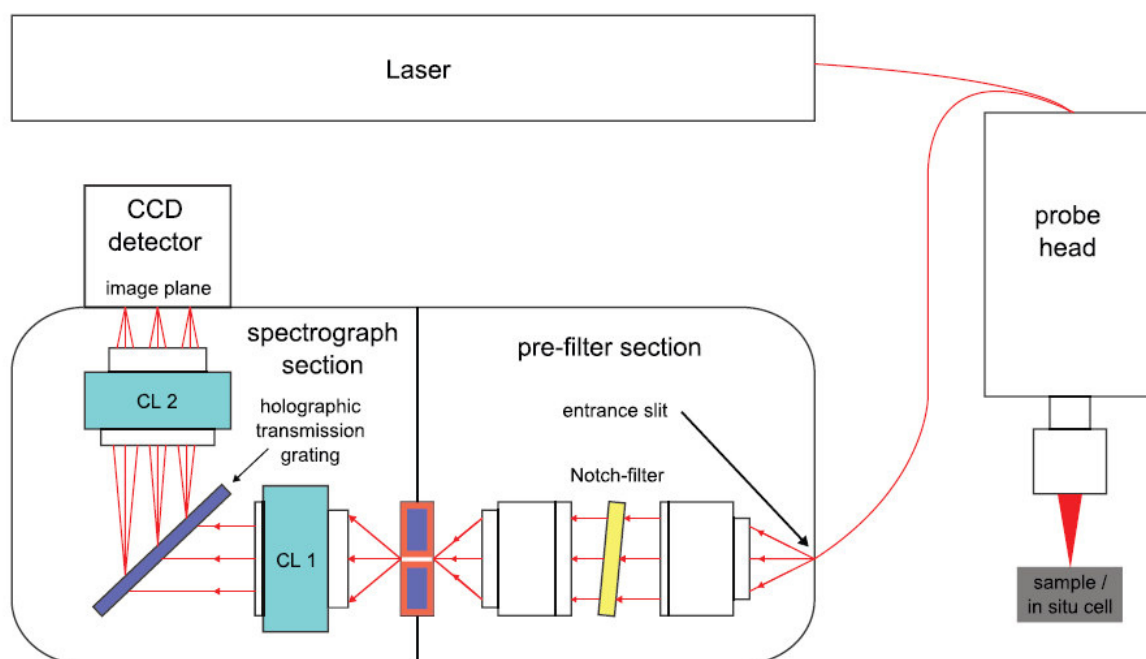 Laser
probe
head
sample /
in situ cell
CCD
detector
image plane
CL 2
spectrograph
section
holographic
transmission
grating
CL 1
pre-filter section
entrance slit
Notch-filter